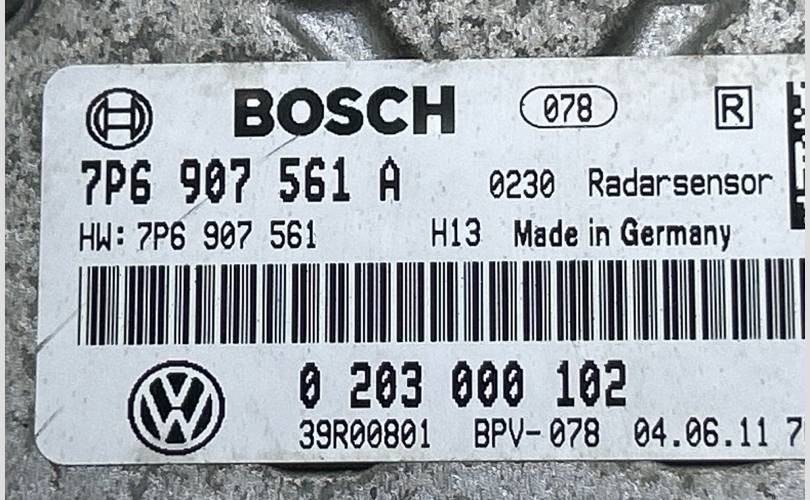 BOSCH 078 R
7P6 907 561 A 0230 Radarsensor
HW: 7P6 907 561 H13 Made in Germany
0 203 000 102
39R00801 BPV-078 04.06.11 7